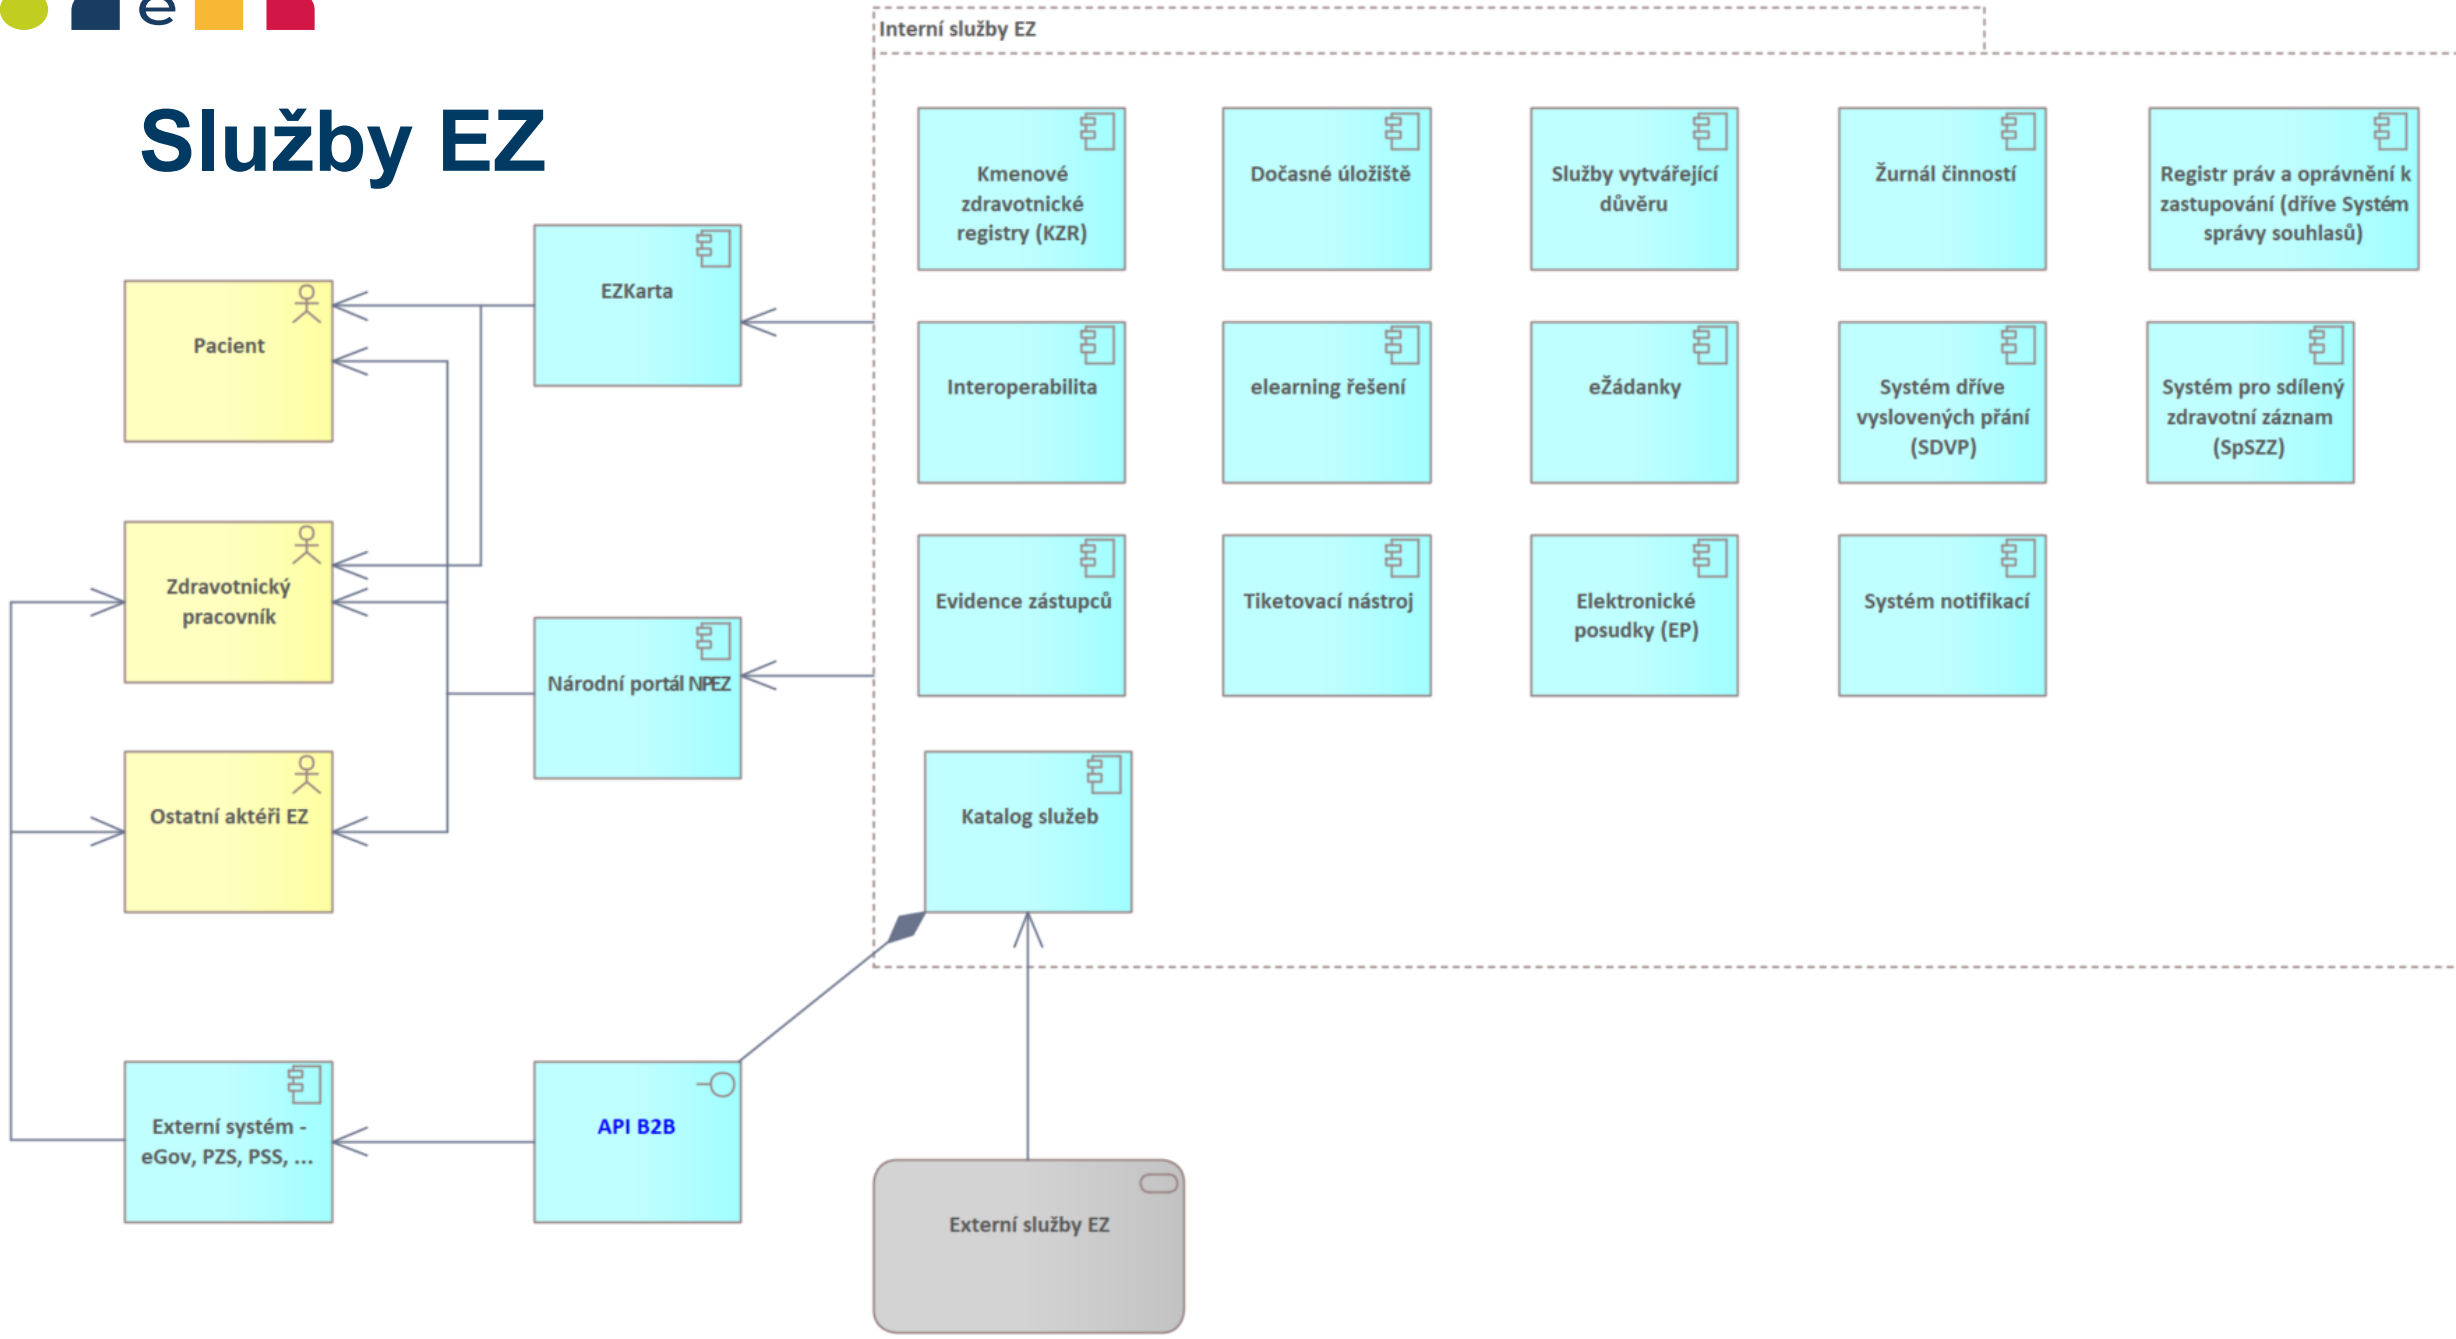 e
Služby EZ
Interní služby EZ
Kmenové
zdravotnické
registry (KZR)
Dočasné úložiště
Služby vytvářející
důvěru
Žurnál činností
Registr práv a oprávnění k
zastupování (dříve Systém
správy souhlasů)
EZKarta
Pacient
Interoperabilita
elearning řešení
eŽádanky
Systém dříve
vyslovených přání
(SDVP)
Systém pro sdílený
zdravotní záznam
(SpSZZ)
Zdravotnický
pracovník
Národní portál NPEZ
Evidence zástupců
Tiketovací nástroj
Elektronické
posudky (EP)
Systém notifikací
Ostatní aktéři EZ
Katalog služeb
Externí systém -
eGov, PZS, PSS, ...
API B2B
Externí služby EZ